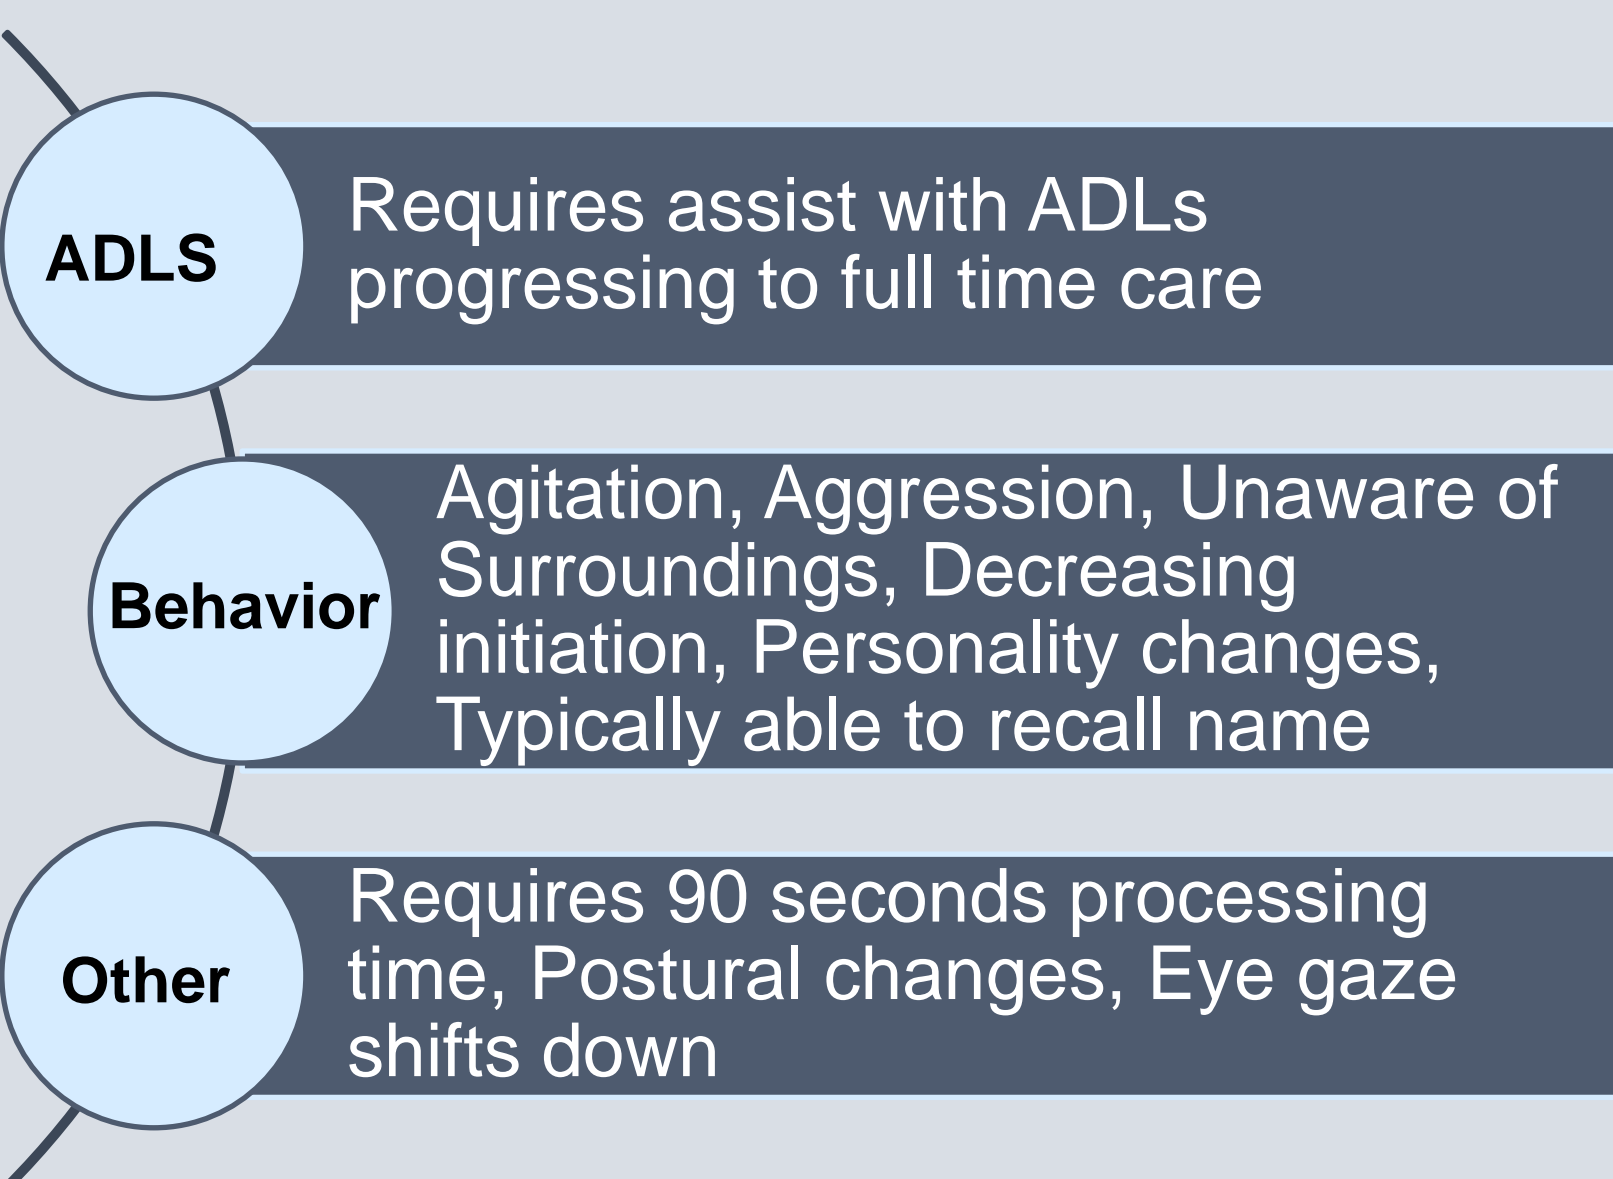 ADLS
Requires assist with ADLs
progressing to full time care
Behavior
Agitation, Aggression, Unaware of
Surroundings, Decreasing
initiation, Personality changes,
Typically able to recall name
Other
Requires 90 seconds processing
time, Postural changes, Eye gaze
shifts down